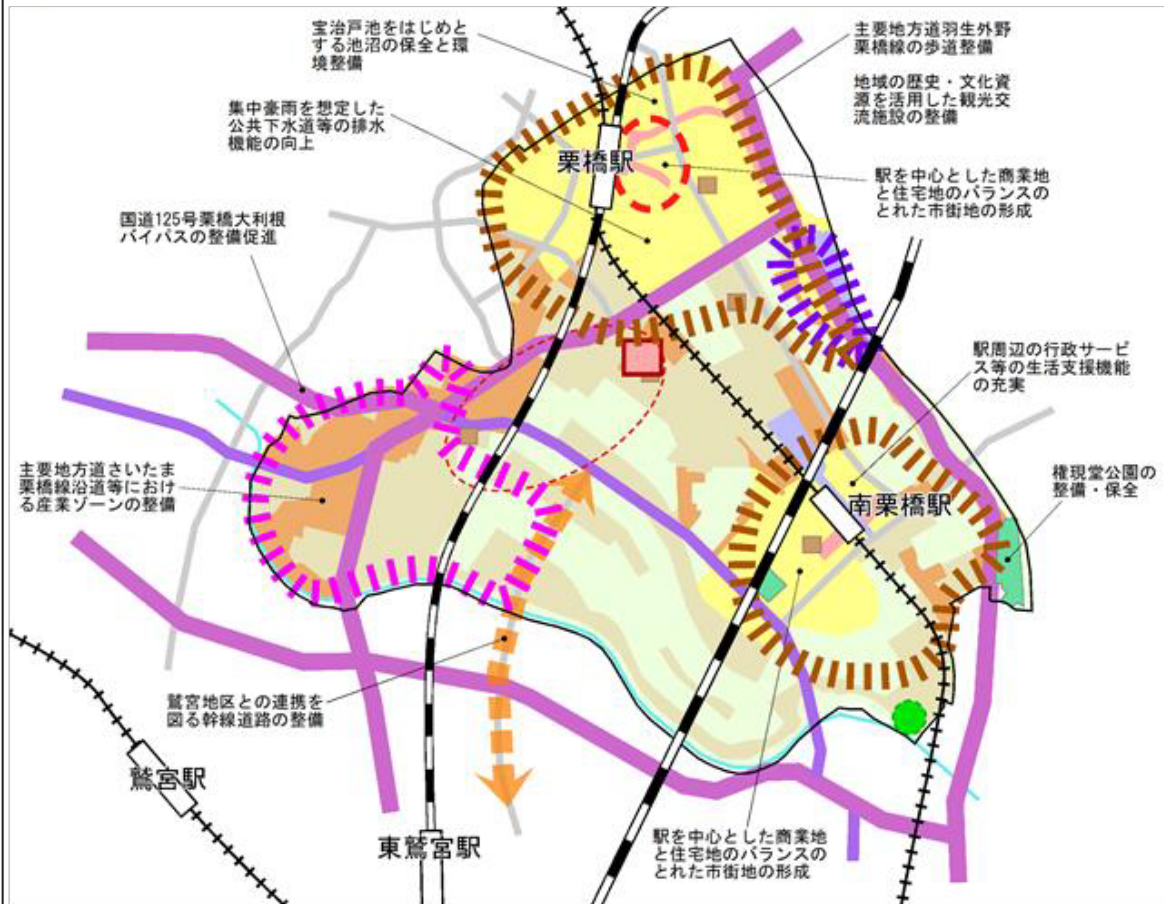 宝治戸池をはじめと
する池沼の保全と環
境整備
主要地方道羽生外野
栗橋線の歩道整備
地域の歴史・文化資
源を活用した観光交
流施設の整備
集中豪雨を想定した
公共下水道等の排水
機能の向上
栗橋駅
駅を中心とした商業地
と住宅地のバランスの
とれた市街地の形成
国道125号栗橋大利根
バイパスの整備促進
駅周辺の行政サービ
ス等の生活支援機能
の充実
主要地方道さいたま
栗橋線沿道等におけ
る産業ゾーンの整備
南栗橋駅
権現堂公園の
整備・保全
鷲宮地区との連携を
図る幹線道路の整備
鷲宮駅
東鷲宮駅
駅を中心とした商業地
と住宅地のバランスの
とれた市街地の形成